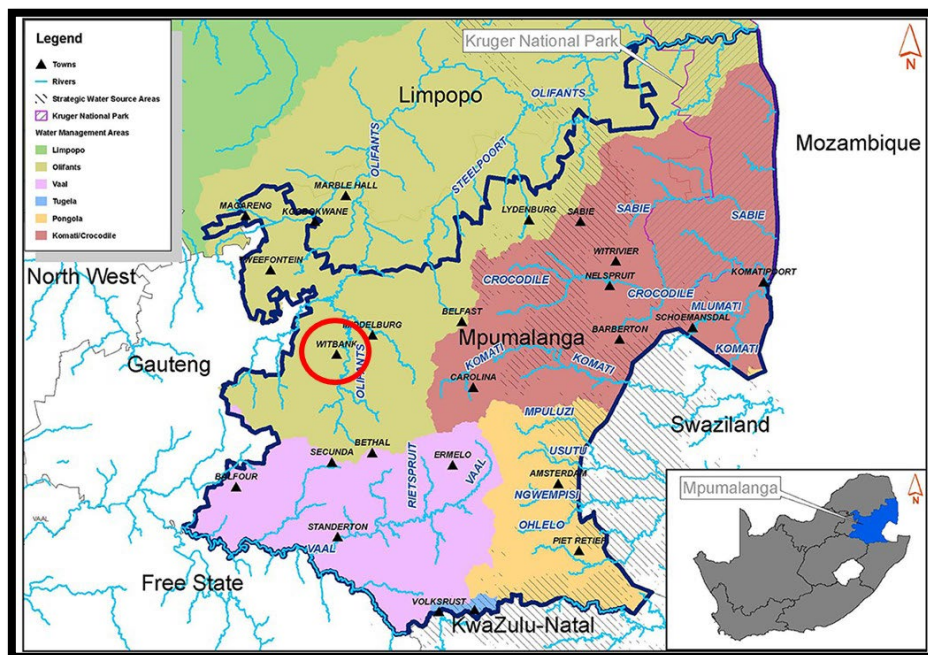 Legend
Towns
Rivers
Strategic Water Source Areas
Kruger National Park
Water Management Areas
Limpopo
Olifants
Vaal
Tugela
Pongola
Komati/Crocodile
Kruger National Park
N
Limpopo
OLIFANTS
Mozambique
OLIFANTS
STEELPOORT
MARBLE HALL
MACARENG
LYDENBURG
SABIE
SABIE
SABIE
North West
WEEFONTEIN
WITRIVIER
NELSPRUIT
KOMATIPOORT
CROCODILE
CROCODILE
MLUMATI
BELFAST
SCHOEMANSDAL
MIDDELBURG
Mpumalanga
BARBERTON
WITBANK
KOMATI
KOMATI
KOMATI
Gauteng
OLIFANTS
CAROLINA
MPULUZI
Swaziland
BETHAL
USUTU
SECUNDA
ERMELO
RIETSPRUIT
VAAL
BALFOUR
AMSTERDAM
NGWEMPISI
VAAL
STANDERTON
OHLELO
VAAL
PIET RETIEF
Free State
VOLKSRUST
KwaZulu-Natal
Mpumalanga
N